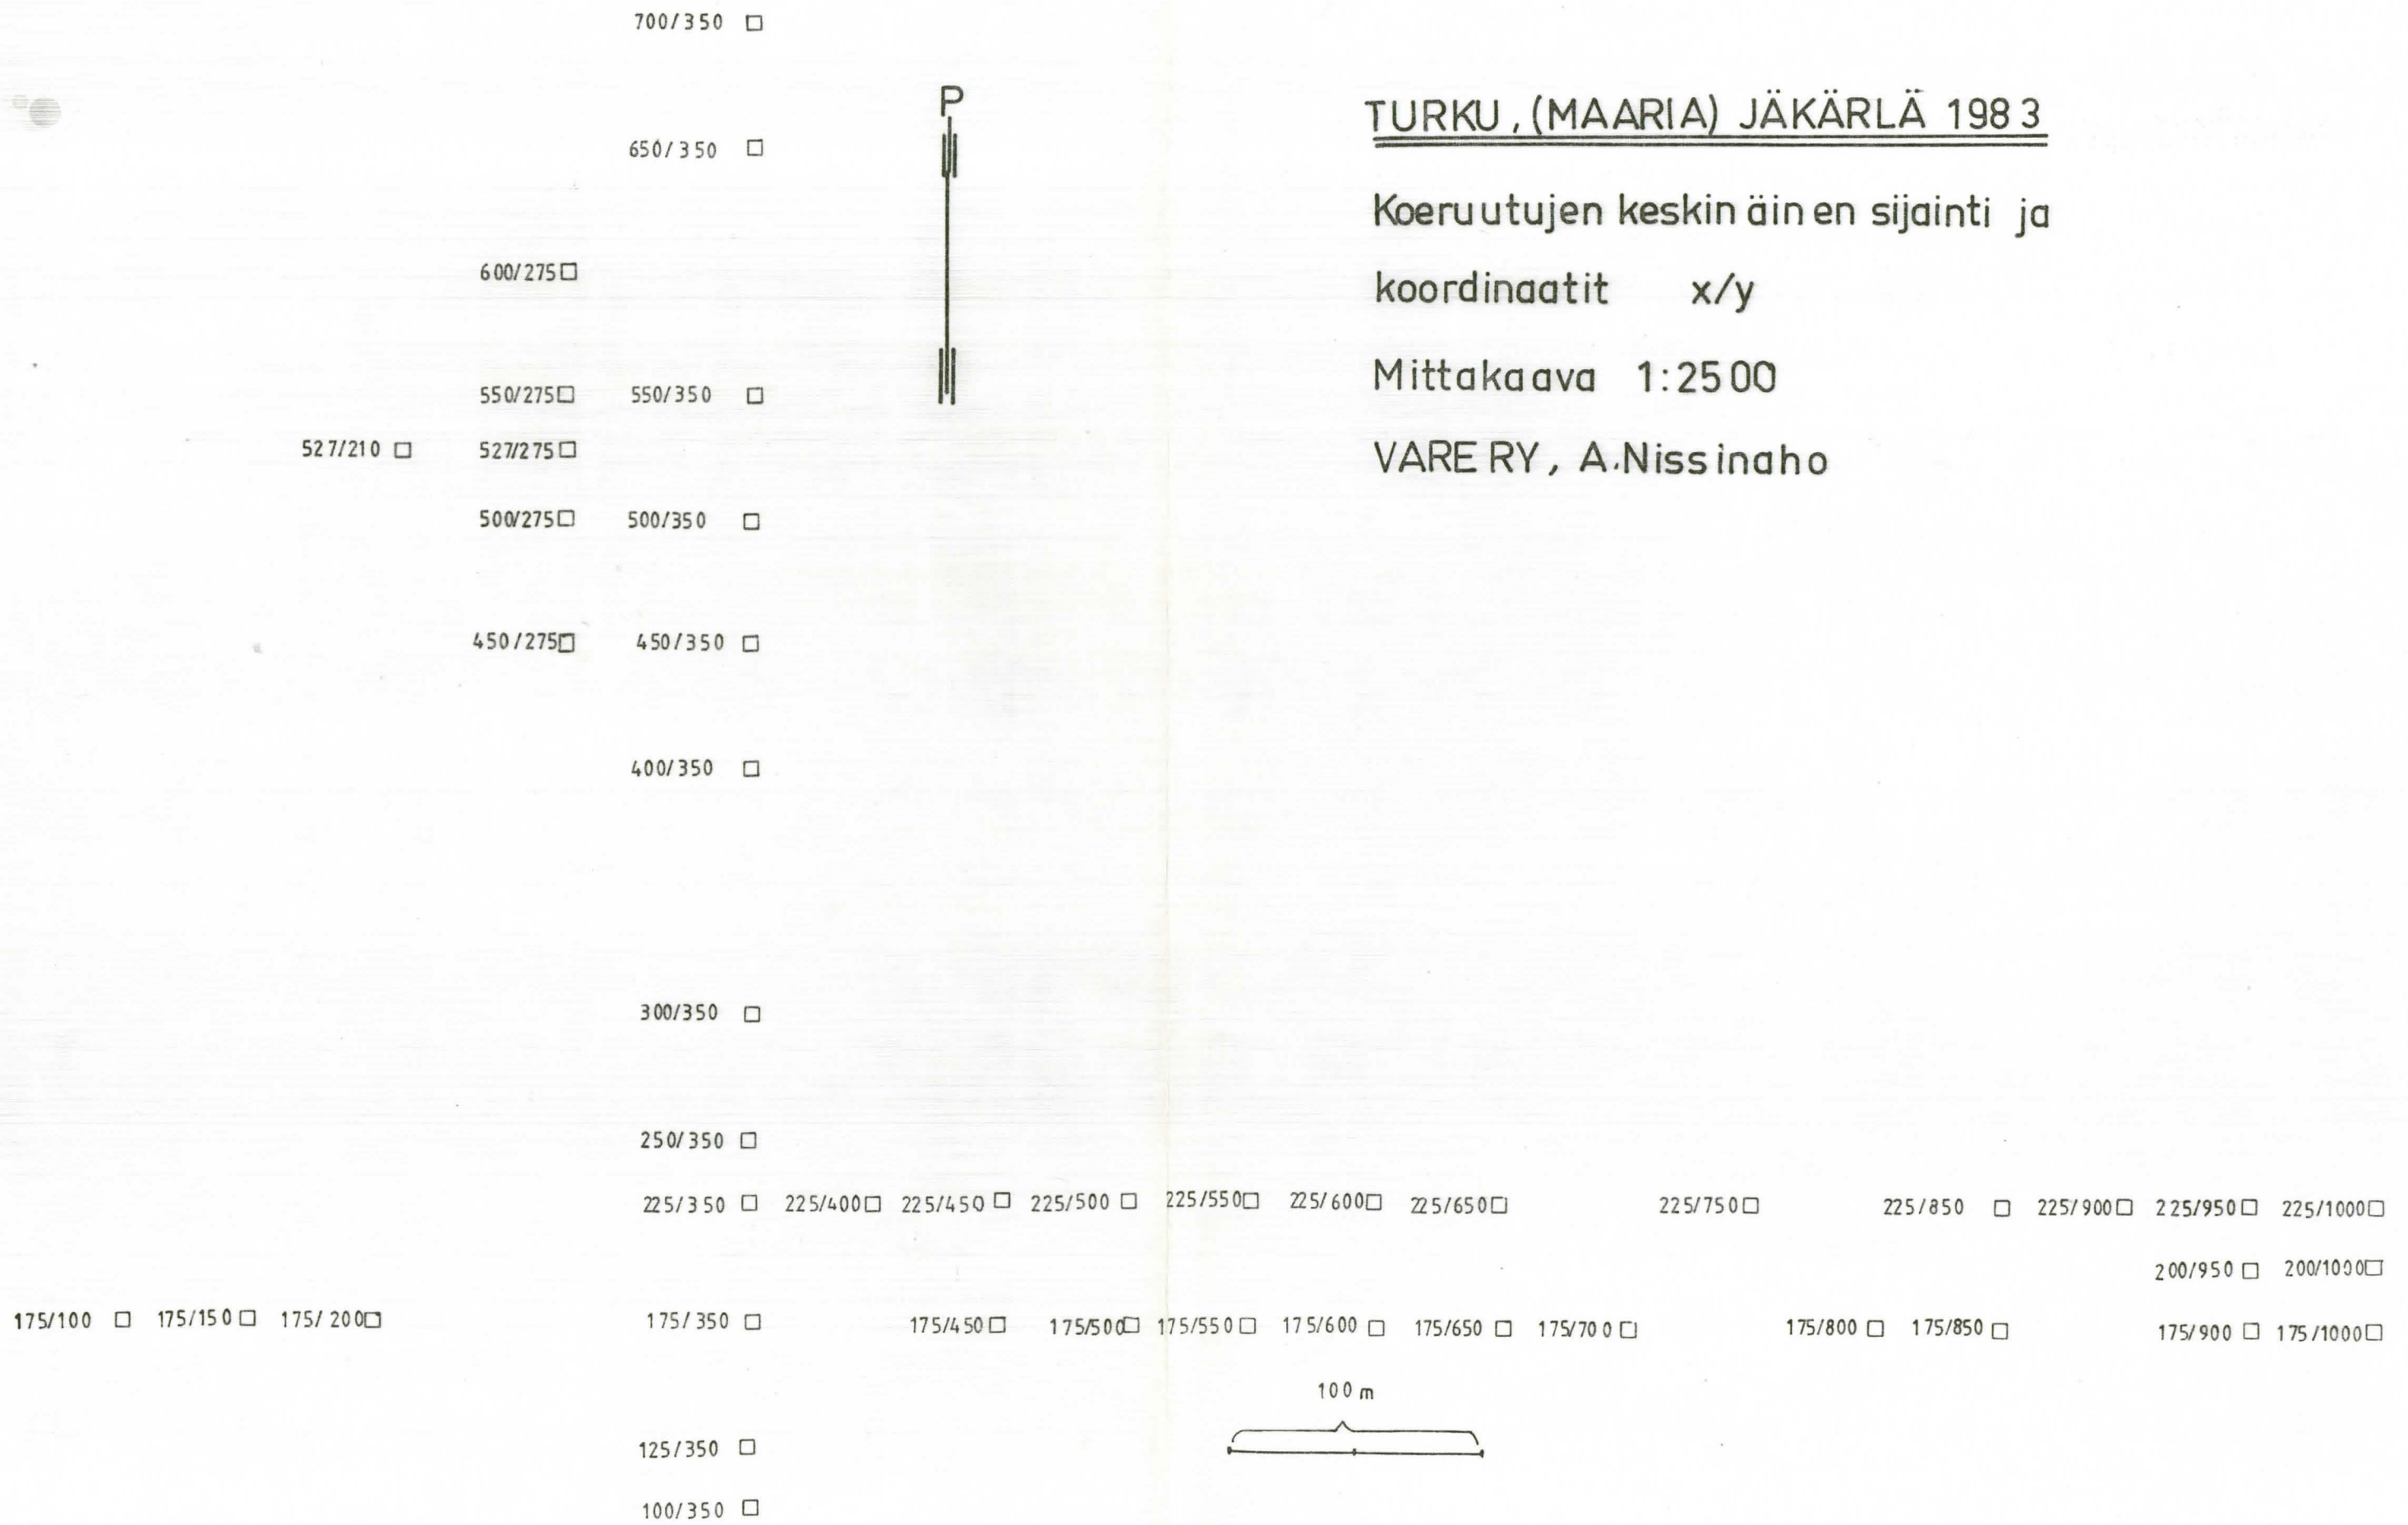 700/350
P
TURKU, (MAARIA) JÄKÄRLÄ 1983
650/350
Koeruutujen keskinäinen sijainti ja
600/275
koordinaatit x/y
550/275 550/350
Mittakaava 1:2500
527/210 527/275
VARE RY, A.Nissinaho
500/275 500/350
450/275 450/350
400/350
300/350
250/350
225/350 225/400 225/450 225/500 225/550 225/600 225/650 225/750 225/850 225/900 225/950 225/1000
200/950 200/1000
175/100 175/150 175/200 175/350 175/450 175/500 175/550 175/600 175/650 175/700 175/800 175/850 175/900 175/1000
100 m
125/350
100/350